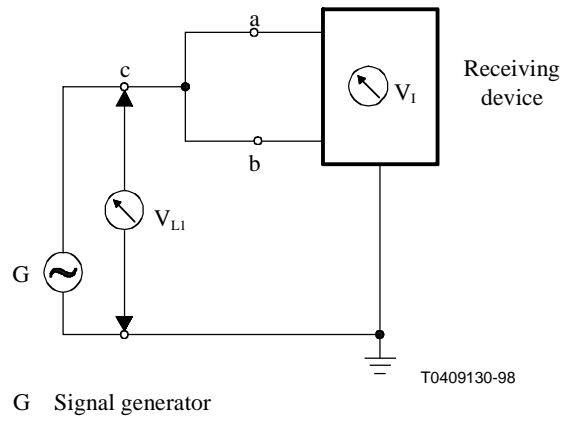 a
c
Receiving
device
V_I
b
V_L1
G
T0409130-98
G Signal generator